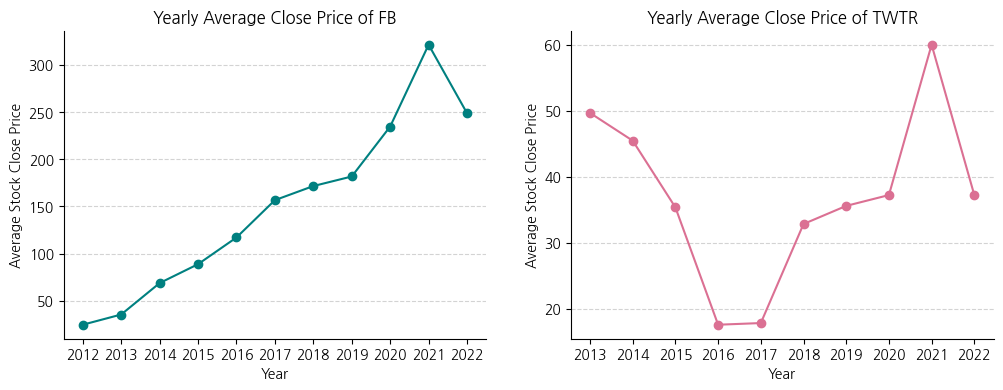 Yearly Average Close Price of FB
Average Stock Close Price
300
250
200
150
100
50
2012 2013 2014 2015 2016 2017 2018 2019 2020 2021 2022
Year
Yearly Average Close Price of TWTR
Average Stock Close Price
60
50
40
30
20
2013 2014 2015 2016 2017 2018 2019 2020 2021 2022
Year